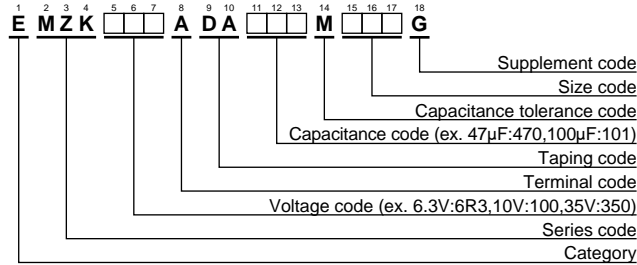 1 2 3 4 5 6 7 8 9 10 11 12 13 14 15 16 17 18
E M Z K A D A M G
Supplement code
Size code
Capacitance tolerance code
Capacitance code (ex. 47µF:470,100µF:101)
Taping code
Terminal code
Voltage code (ex. 6.3V:6R3,10V:100,35V:350)
Series code
Category